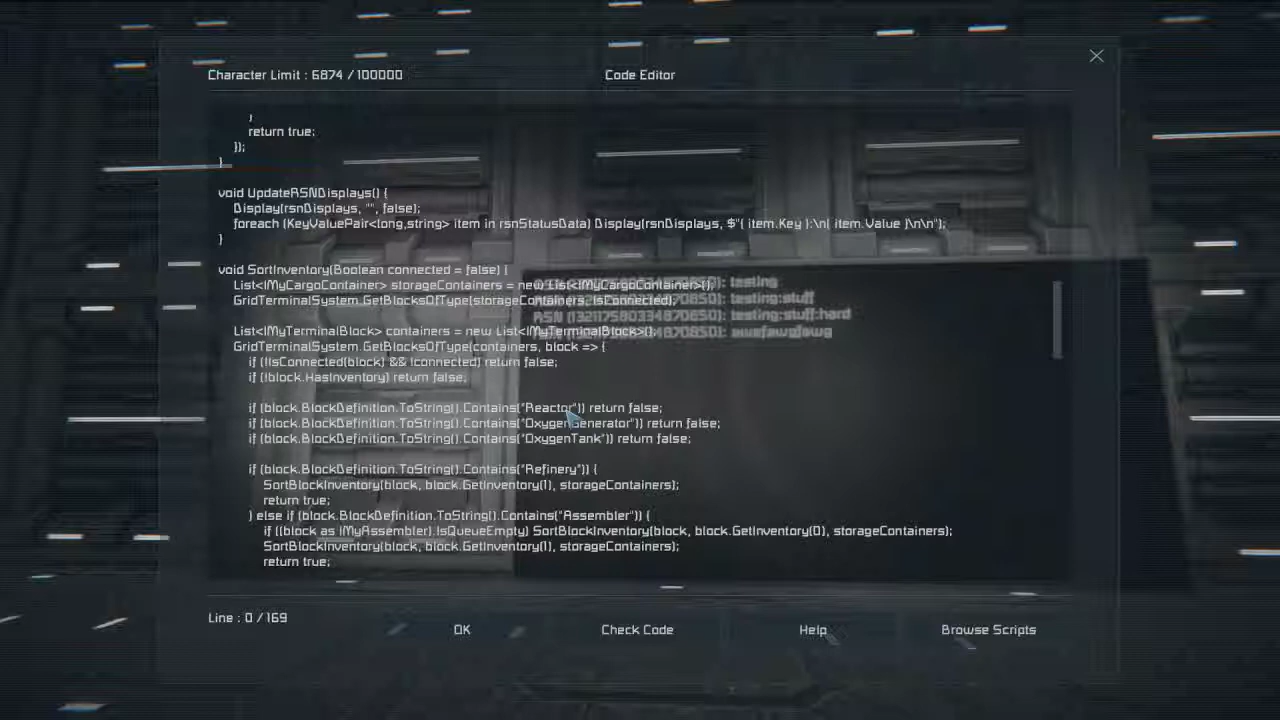 Character Limit : 6874 / 100000
Code Editor
}
return true;
});
}
void UpdateRSNDisplays() {
Display(rsnDisplays, "", false);
foreach (KeyValuePair<long,string> item in rsnStatusData) Display(rsnDisplays, $"{ item.Key }:\n{ item.Value }\n\n");
}
void SortInventory(Boolean connected = false) {
List<IMyCargoContainer> storageContainers = new List<IMyCargoContainer>();
GridTerminalSystem.GetBlocksOfType(storageContainers, IsConnected);
List<IMyTerminalBlock> containers = new List<IMyTerminalBlock>();
GridTerminalSystem.GetBlocksOfType(containers, block => {
if (!IsConnected(block) && !connected) return false;
if (!block.HasInventory) return false;
if (block.BlockDefinition.ToString().Contains("Reactor")) return false;
if (block.BlockDefinition.ToString().Contains("OxygenGenerator")) return false;
if (block.BlockDefinition.ToString().Contains("OxygenTank")) return false;
if (block.BlockDefinition.ToString().Contains("Refinery")) {
SortBlockInventory(block, block.GetInventory(1), storageContainers);
return true;
} else if (block.BlockDefinition.ToString().Contains("Assembler")) {
if ((block as IMyAssembler).IsQueueEmpty) SortBlockInventory(block, block.GetInventory(0), storageContainers);
SortBlockInventory(block, block.GetInventory(1), storageContainers);
return true;
: testing
: testing:stuff
: testing:stuff:hard
Line : 0 / 169
OK
Check Code
Help
Browse Scripts